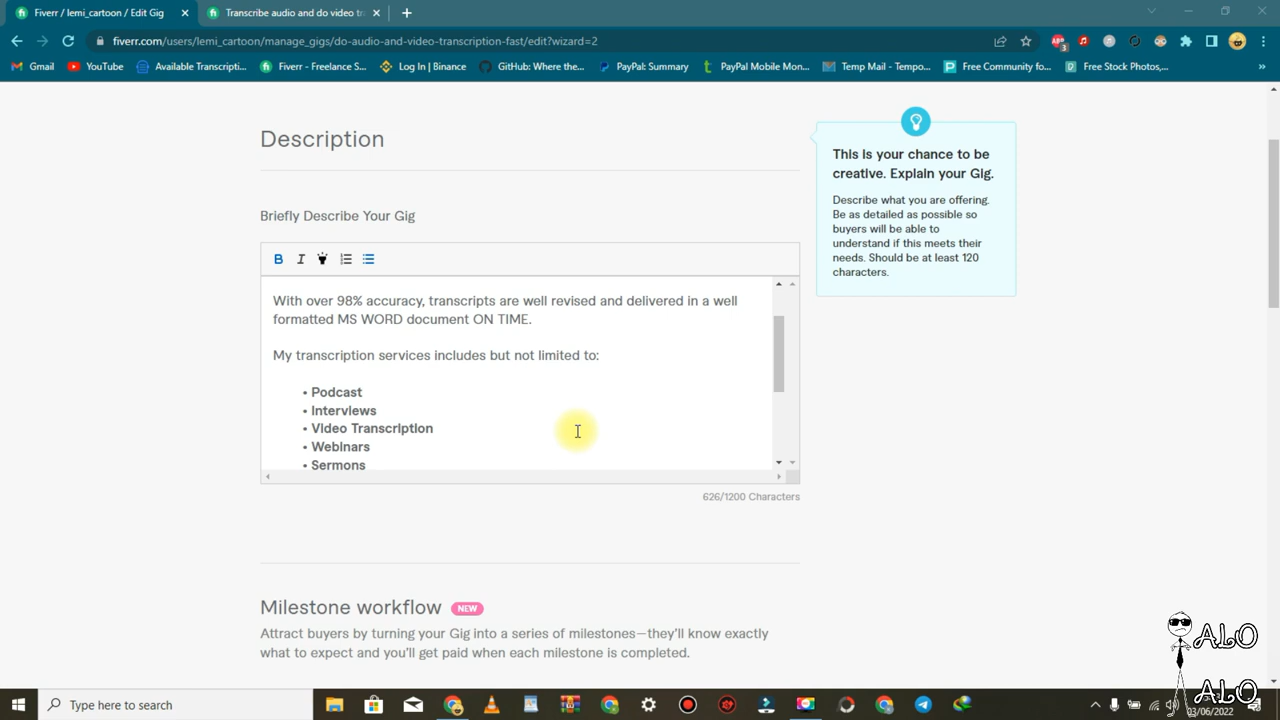 Fiverr / lemi_cartoon / Edit Gig
Transcribe audio and do video tr
fiverr.com/users/lemi_cartoon/manage_gigs/do-audio-and-video-transcription-fast/edit?wizard=2
Gmail YouTube Available Transcripti... Fiverr - Freelance S... Log In | Binance GitHub: Where the... PayPal: Summary PayPal Mobile Mon... Temp Mail - Tempo... Free Community fo... Free Stock Photos,...
Description
Briefly Describe Your Gig
With over 98% accuracy, transcripts are well revised and delivered in a well
formatted MS WORD document ON TIME.
My transcription services includes but not limited to:
• Podcast
• Interviews
• Video Transcription
• Webinars
• Sermons
626/1200 Characters
This is your chance to be
creative. Explain your Gig.
Describe what you are offering.
Be as detailed as possible so
buyers will be able to
understand if this meets their
needs. Should be at least 120
characters.
Milestone workflow NEW
Attract buyers by turning your Gig into a series of milestones—they'll know exactly
what to expect and you'll get paid when each milestone is completed.
ALO
ALO
Type here to search
03/06/2022